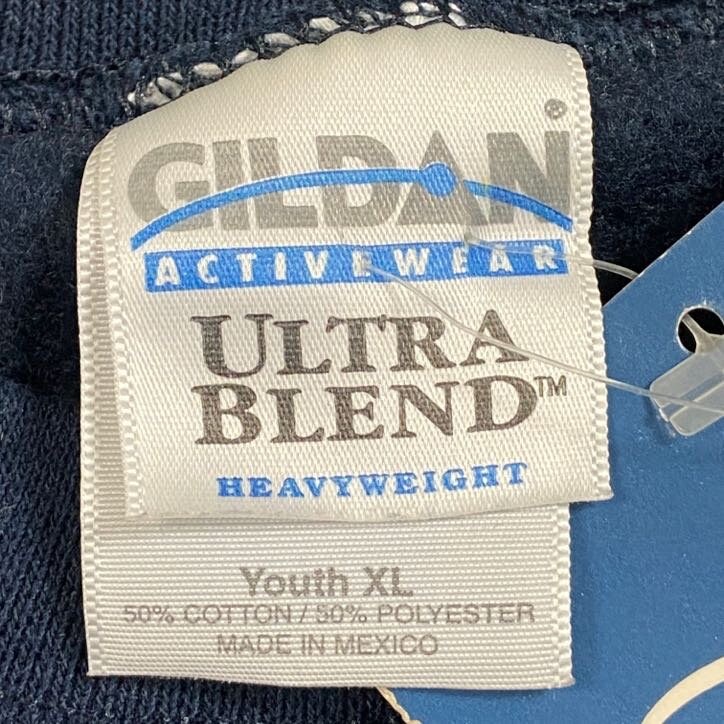 GILDAN®
ACTIVEWEAR
ULTRA
BLEND™
HEAVYWEIGHT
Youth XL
50% COTTON / 50% POLYESTER
MADE IN MEXICO